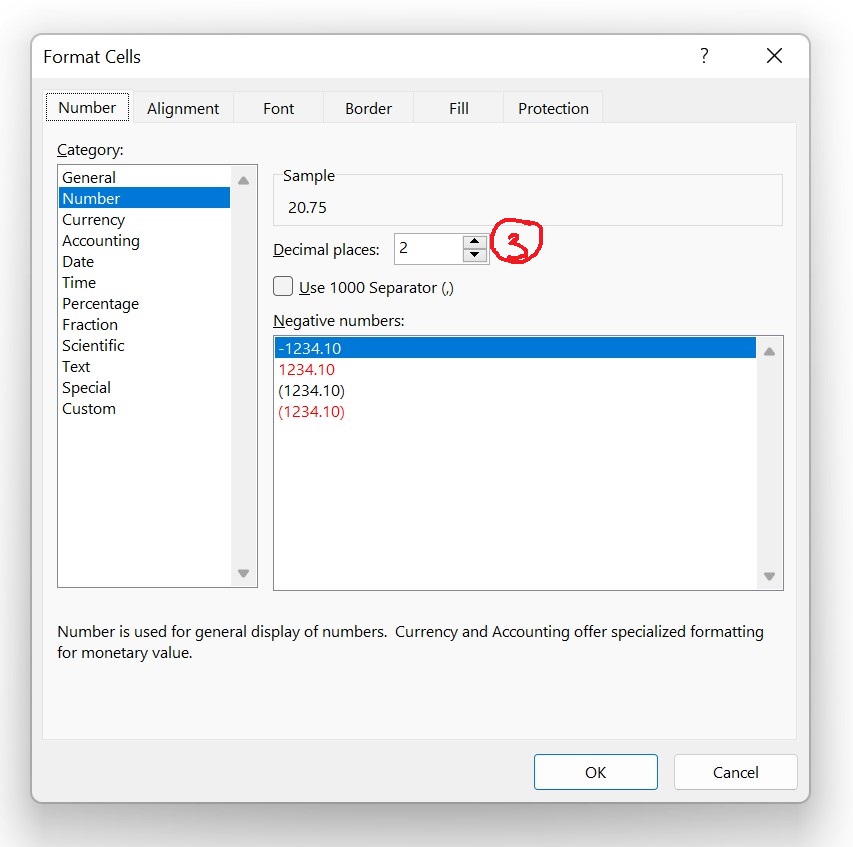 Format Cells ?
Number Alignment Font Border Fill Protection
Category:
General
Number
Currency
Accounting
Date
Time
Percentage
Fraction
Scientific
Text
Special
Custom
Sample
20.75
Decimal places: 2 3
Use 1000 Separator (,)
Negative numbers:
-1234.10
1234.10
(1234.10)
(1234.10)
Number is used for general display of numbers. Currency and Accounting offer specialized formatting
for monetary value.
OK Cancel